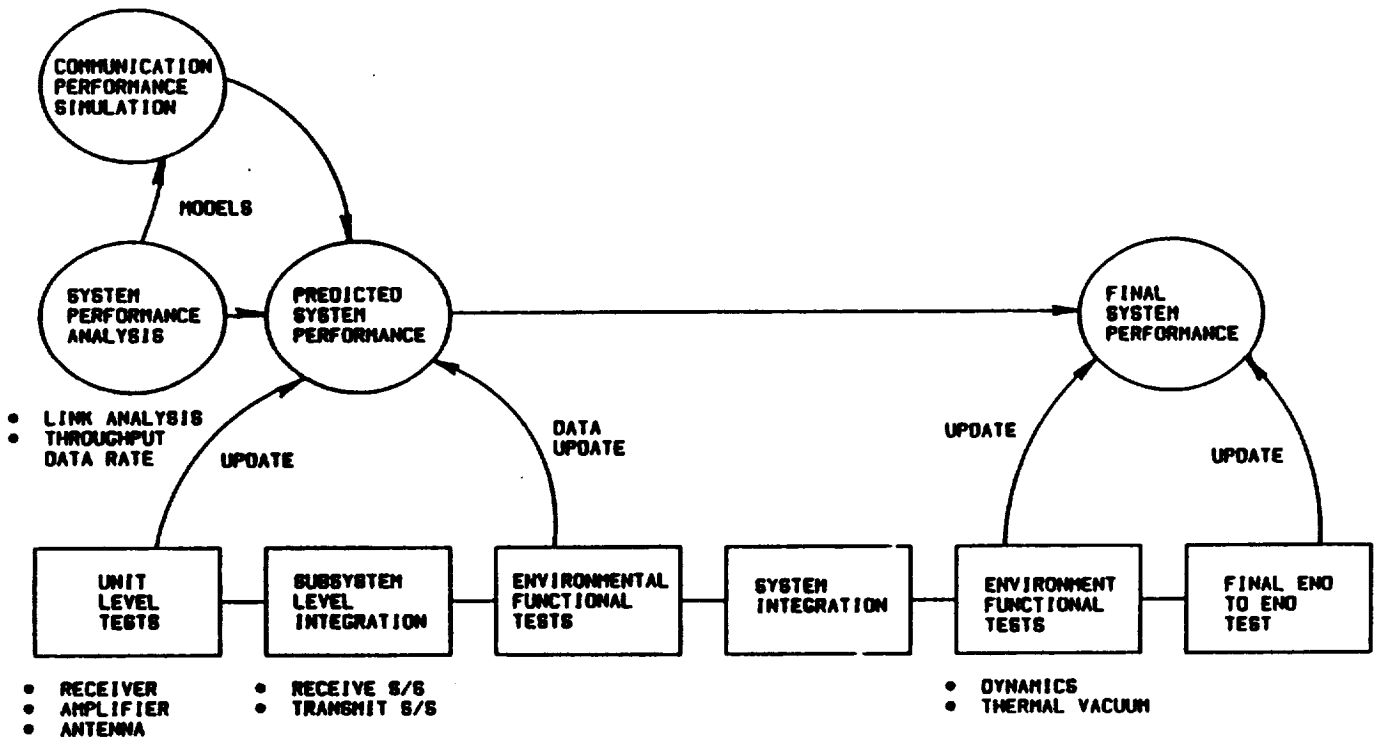 COMMUNICATION
PERFORMANCE
SIMULATION
MODELS
SYSTEM
PERFORMANCE
ANALYSIS
PREDICTED
SYSTEM
PERFORMANCE
FINAL
SYSTEM
PERFORMANCE
• LINK ANALYSIS
• THROUGHPUT
DATA RATE
UPDATE
DATA
UPDATE
UPDATE
UPDATE
UNIT
LEVEL
TESTS
SUBSYSTEM
LEVEL
INTEGRATION
ENVIRONMENTAL
FUNCTIONAL
TESTS
SYSTEM
INTEGRATION
ENVIRONMENT
FUNCTIONAL
TESTS
FINAL END
TO END
TEST
• RECEIVER
• AMPLIFIER
• ANTENNA
• RECEIVE S/S
• TRANSMIT S/S
• DYNAMICS
• THERMAL VACUUM